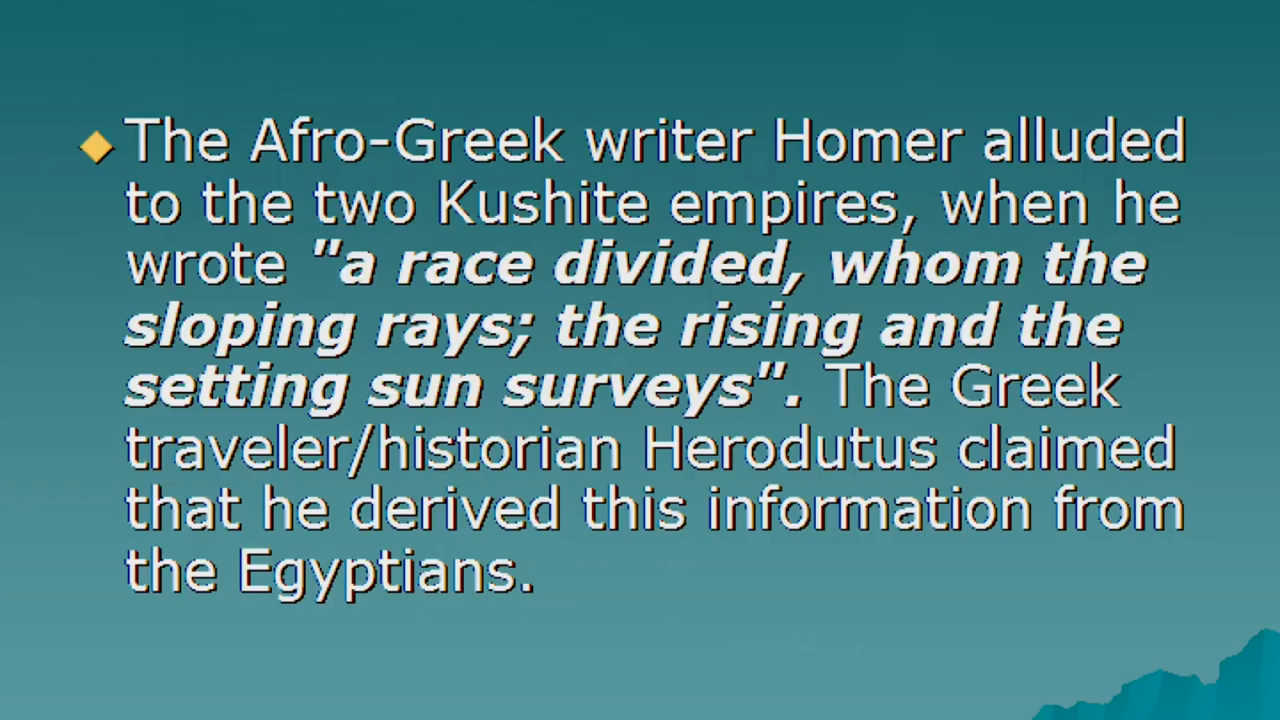 The Afro-Greek writer Homer alluded
to the two Kushite empires, when he
wrote "a race divided, whom the
sloping rays; the rising and the
setting sun surveys". The Greek
traveler/historian Herodutus claimed
that he derived this information from
the Egyptians.